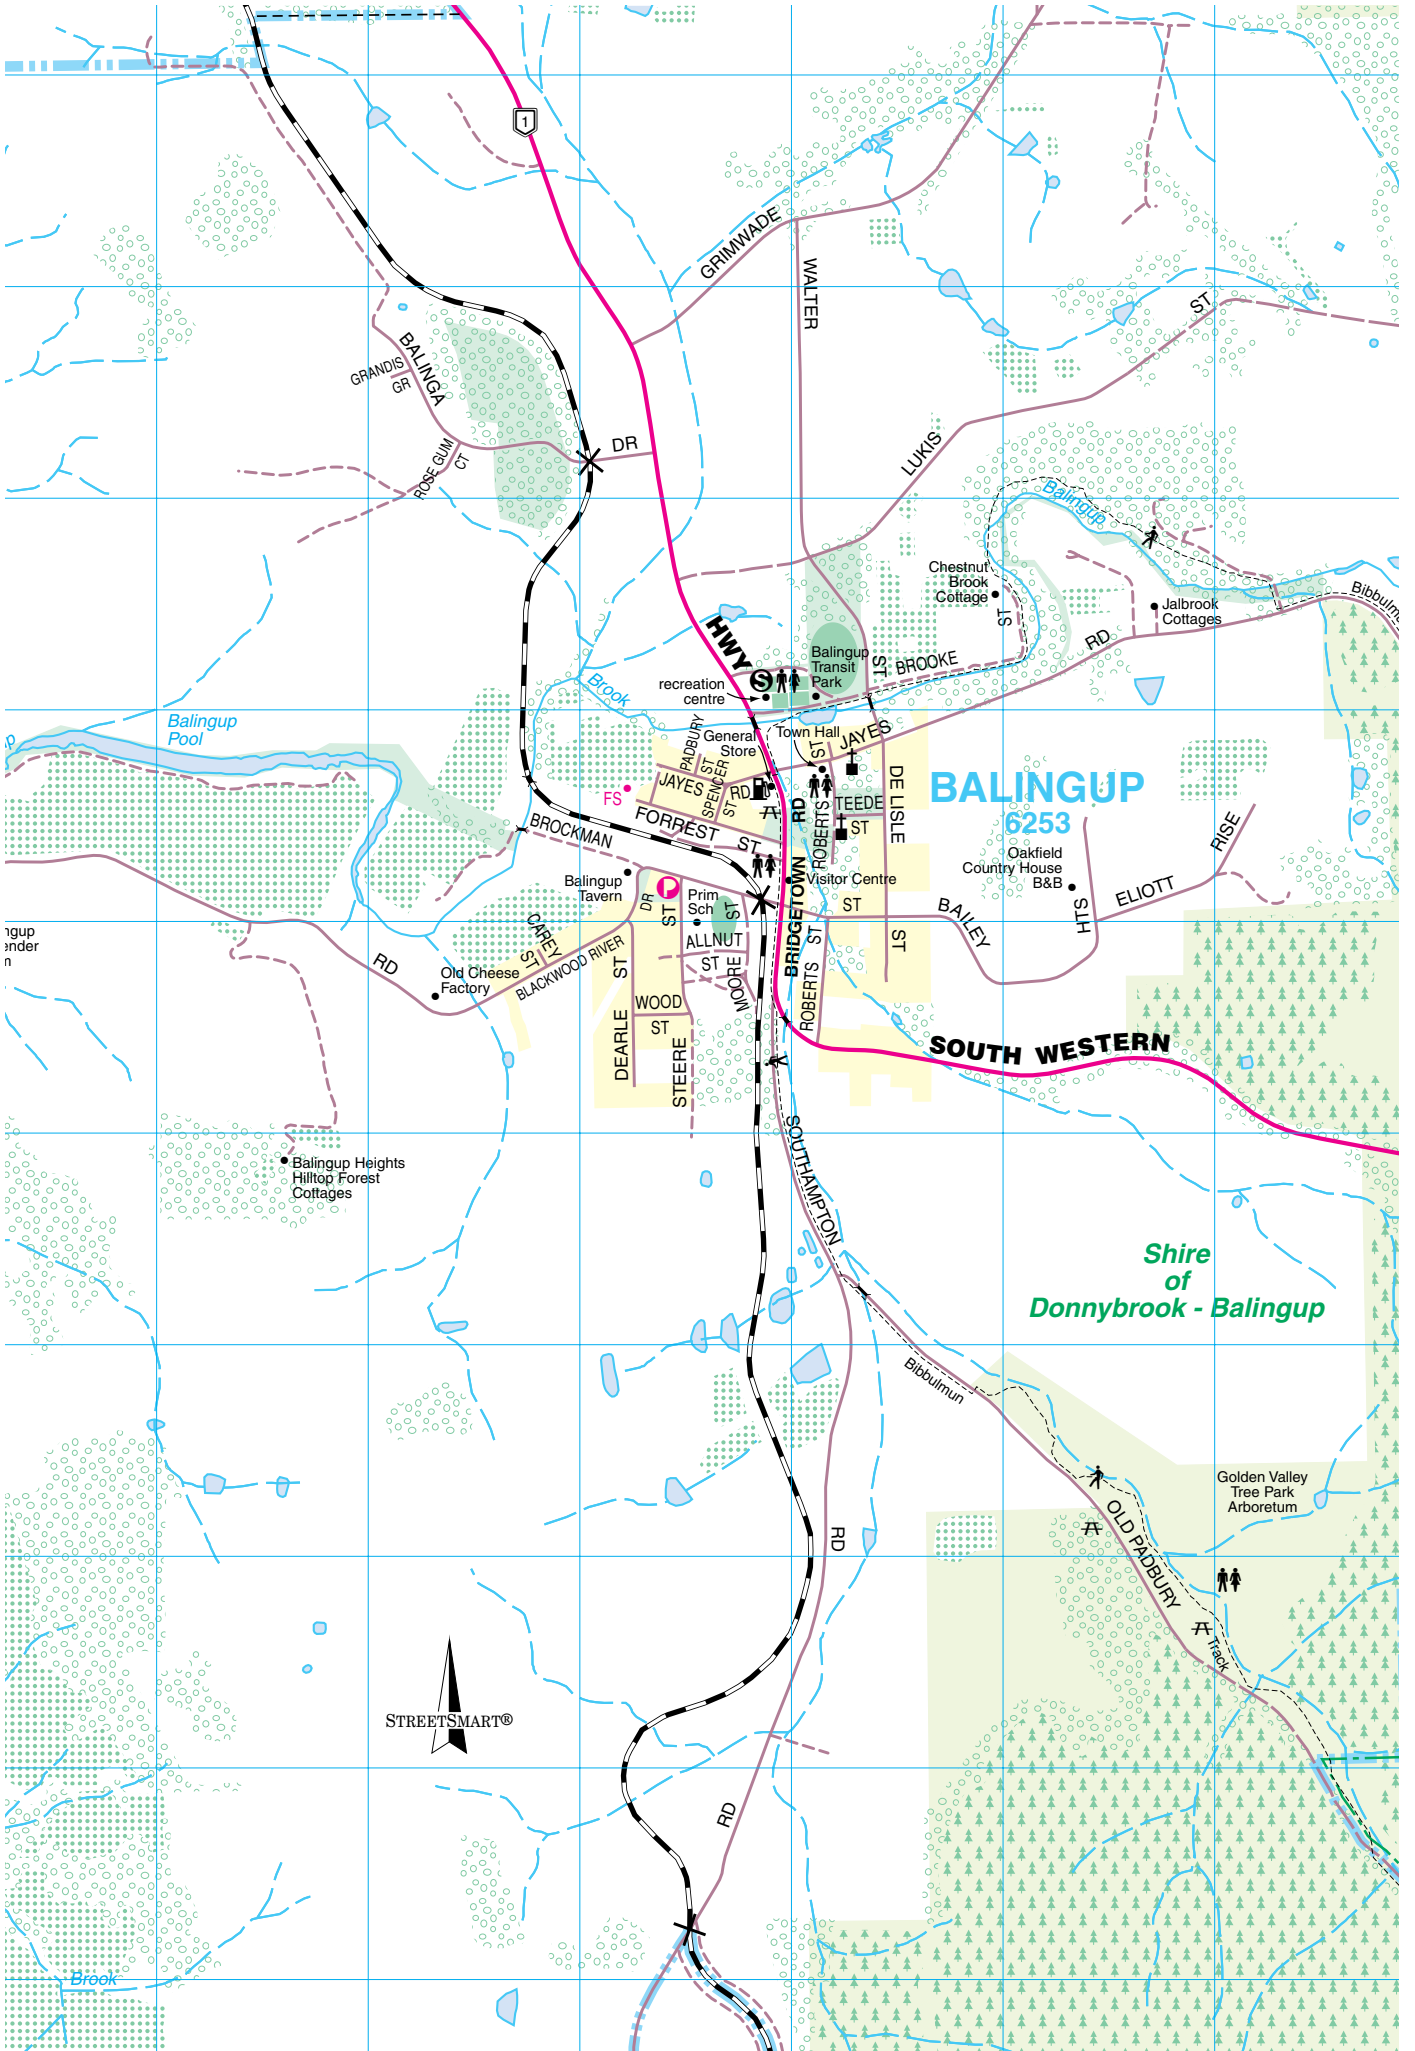 1
GRIMWADE
WALTER
ST
BALINGA
GRANDIS
GR
DR
ROSE GUM
CT
LUKIS
Balingup
Chestnut
Brook
Cottage
ST
Jalbrook
Cottages
Bibbulm
RD
HWY
Balingup
Transit
Park
ST
BROOKE
S
recreation
centre
Brook
Balingup
Pool
p
PADBURY
ST
General
Store
Town Hall
ST
JAYES
JAYES
RD
SPENCER
ST
FS
FORREST
ST
BROCKMAN
RD
ROBERTS
TEEDE
ST
DE LISLE
ST
BALINGUP
6253
Oakfield
Country House
B&B
RISE
ELIOTT
STH
BAILEY
ST
Visitor Centre
BRIDGETOWN
Balingup
Tavern
DR
P
ST
Prim
Sch
ST
ALLNUT
ST
MOORE
CAREY
ST
BLACKWOOD RIVER
Old Cheese
Factory
RD
ngup
ender
m
WOOD
ST
DEARLE
ST
STEERE
ROBERTS
ST
SOUTH WESTERN
SOUTHAMPTON
Balingup Heights
Hilltop Forest
Cottages
Shire
of
Donnybrook - Balingup
Bibbulmun
Golden Valley
Tree Park
Arboretum
OLD PADBURY
RD
Track
STREETSMART®
RD
Brook